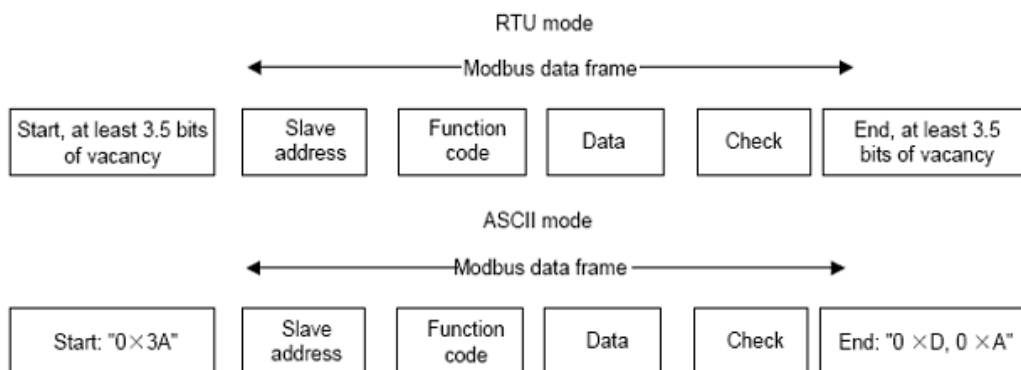 RTU mode
Modbus data frame
Start, at least 3.5 bits
of vacancy
Slave
address
Function
code
Data
Check
End, at least 3.5
bits of vacancy
ASCII mode
Modbus data frame
Start: "0×3A"
Slave
address
Function
code
Data
Check
End: "0 ×D, 0 ×A"